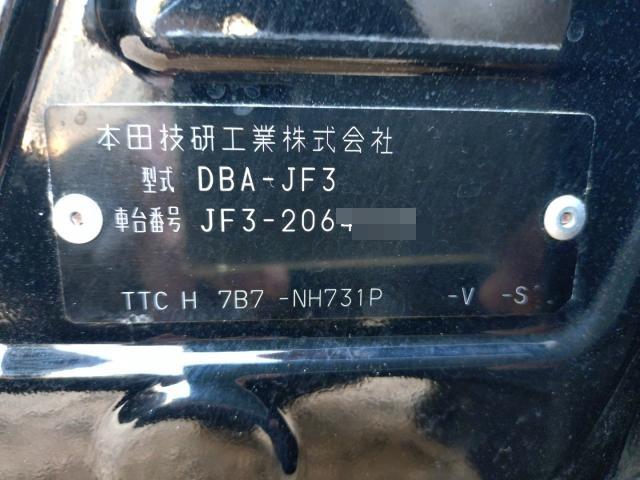 本田技研工業株式会社
型式 DBA-JF3
車台番号 JF3-2064
TTC H 7B7 -NH731P -V -S